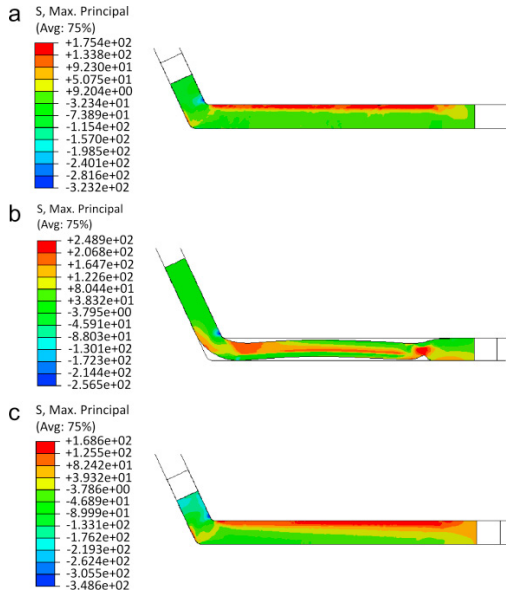 a
S, Max. Principal
(Avg: 75%)
+1.754e+02
+1.338e+02
+9.230e+01
+5.075e+01
+9.204e+00
-3.234e+01
-7.389e+01
-1.154e+02
-1.570e+02
-1.985e+02
-2.401e+02
-2.816e+02
-3.232e+02
b
S, Max. Principal
(Avg: 75%)
+2.489e+02
+2.068e+02
+1.647e+02
+1.226e+02
+8.044e+01
+3.832e+01
-3.795e+00
-4.591e+01
-8.803e+01
-1.301e+02
-1.723e+02
-2.144e+02
-2.565e+02
c
S, Max. Principal
(Avg: 75%)
+1.686e+02
+1.255e+02
+8.242e+01
+3.932e+01
-3.786e+00
-4.689e+01
-8.999e+01
-1.331e+02
-1.762e+02
-2.193e+02
-2.624e+02
-3.055e+02
-3.486e+02